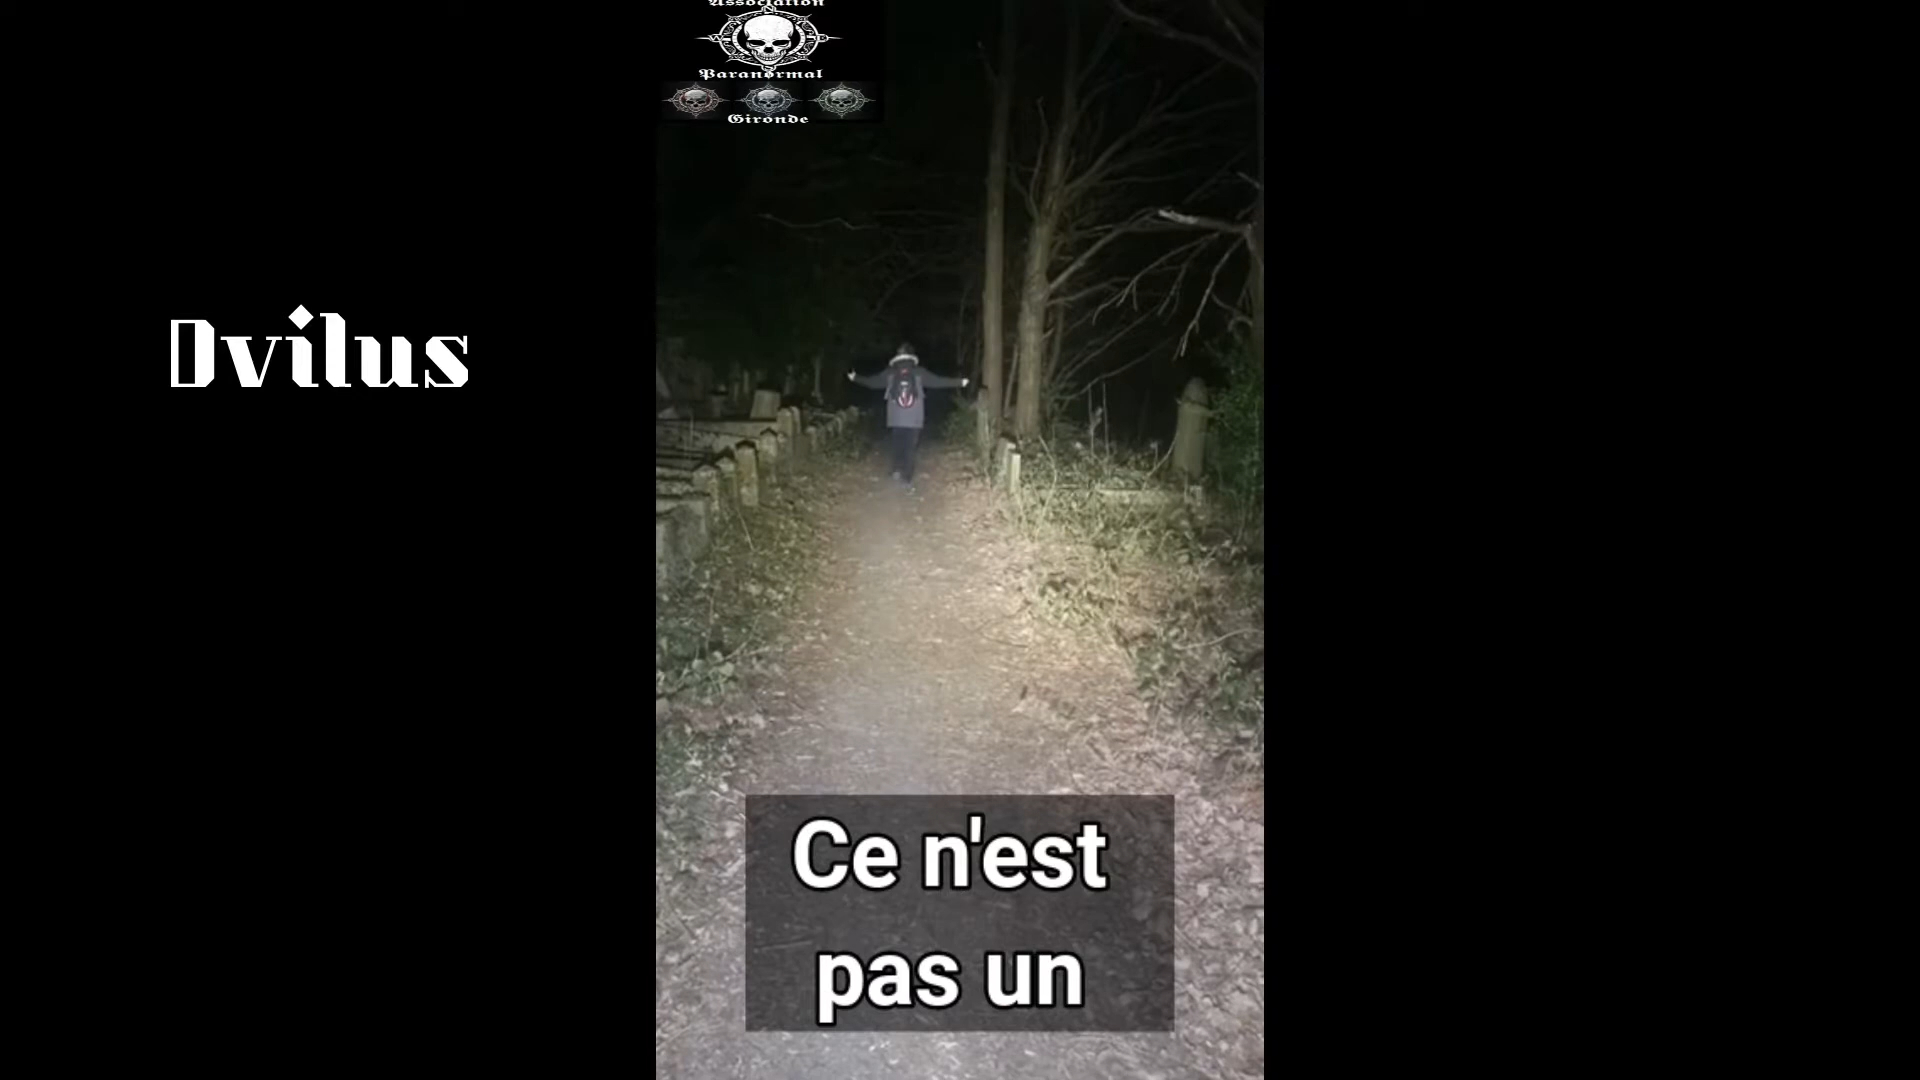 Association
Paranormal
Gironde
Dvilus
Ce n'est
pas un